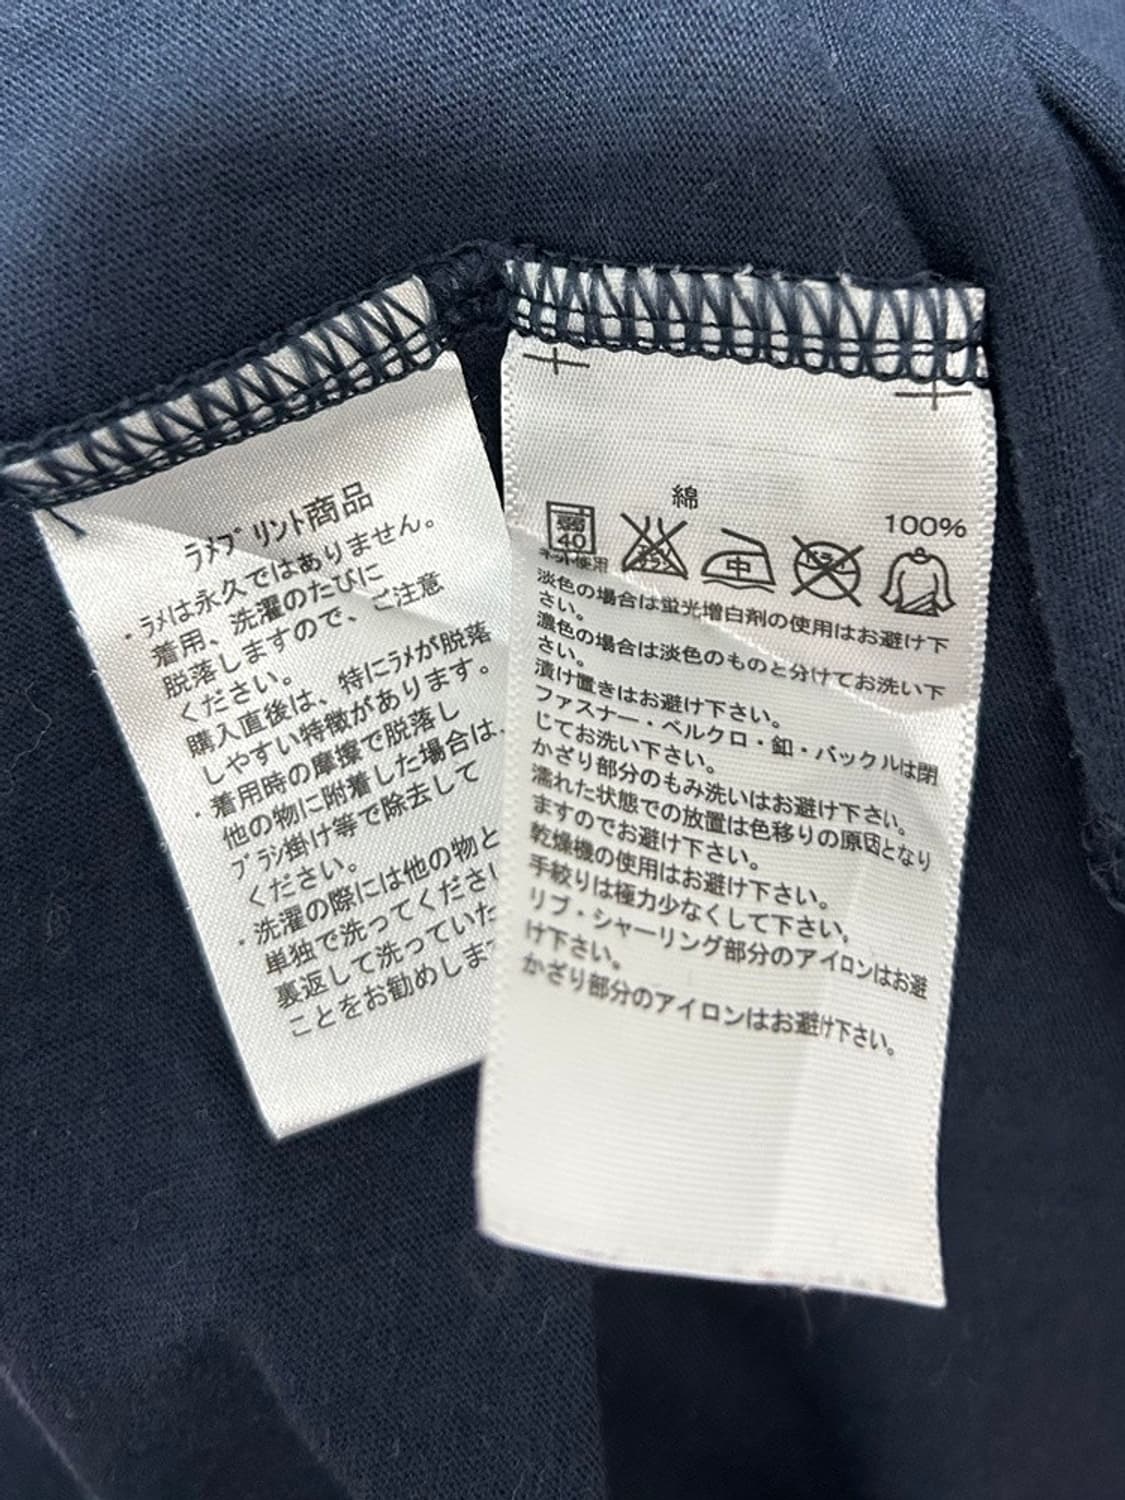 ラメプリント商品
・ラメは永久ではありません。
着用、洗濯のたびに
脱落しますので、ご注意
ください。
購入直後は、特にラメが脱落
しやすい特徴があります。
・着用時の摩擦で脱落し
他の物に附着した場合は、
ブラシ掛け等で除去して
ください。
・洗濯の際には他の物と
単独で洗ってください
裏返して洗っていた
ことをお勧めしま
綿
100%
弱
40
ネット使用
エンソ
サラシ
中
ドライ
淡色の場合は蛍光増白剤の使用はお避け下
さい。
濃色の場合は淡色のものと分けてお洗い下
さい。
漬け置きはお避け下さい。
ファスナー・ベルクロ・釦・バックルは閉
じてお洗い下さい。
かざり部分のもみ洗いはお避け下さい。
濡れた状態での放置は色移りの原因となり
ますのでお避け下さい。
乾燥機の使用はお避け下さい。
手絞りは極力少なくして下さい。
リブ・シャーリング部分のアイロンはお避
け下さい。
かざり部分のアイロンはお避け下さい。